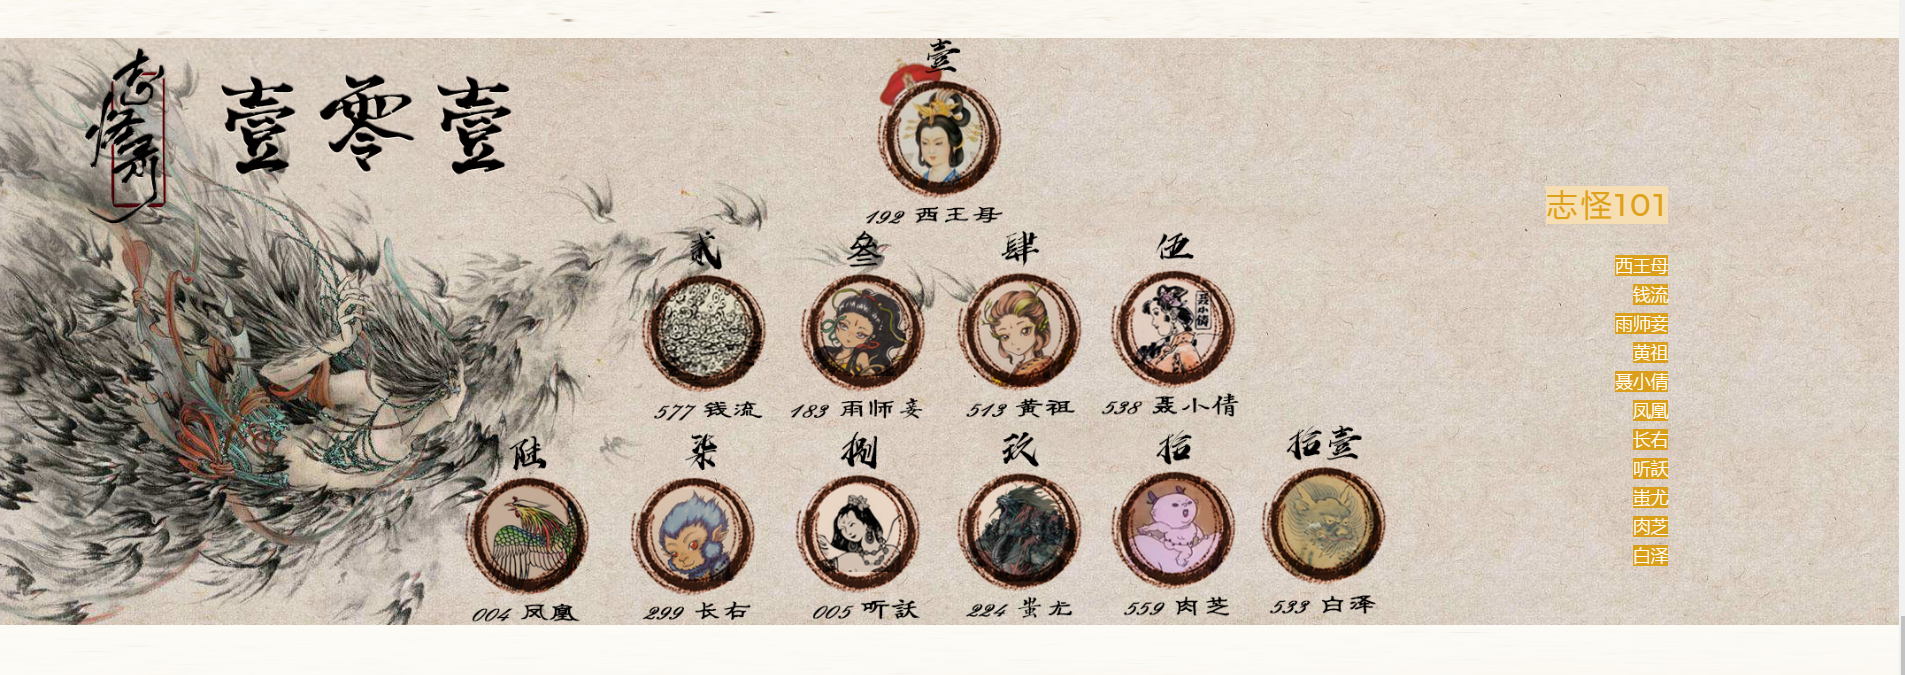 志怪肆
壹零壹
壹
192 西王母
贰 叁 肆 伍
聂小倩
577 钱流 183 雨师妾 513 黄祖 538 聂小倩
陆 柒 捌 玖 拾 拾壹
004 凤凰 299 长右 005 听訞 224 蚩尤 559 肉芝 533 白泽
志怪101
西王母
钱流
雨师妾
黄祖
聂小倩
凤凰
长右
听訞
蚩尤
肉芝
白泽